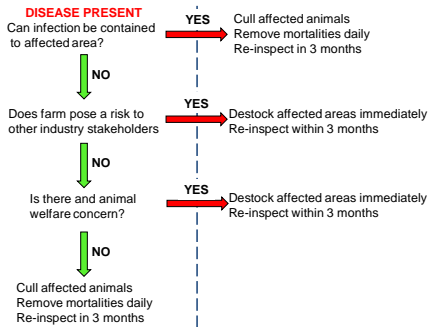 DISEASE PRESENT
Can infection be contained
to affected area?
YES
Cull affected animals
Remove mortalities daily
Re-inspect in 3 months
NO
Does farm pose a risk to
other industry stakeholders
YES
Destock affected areas immediately
Re-inspect within 3 months
NO
Is there and animal
welfare concern?
YES
Destock affected areas immediately
Re-inspect within 3 months
NO
Cull affected animals
Remove mortalities daily
Re-inspect in 3 months